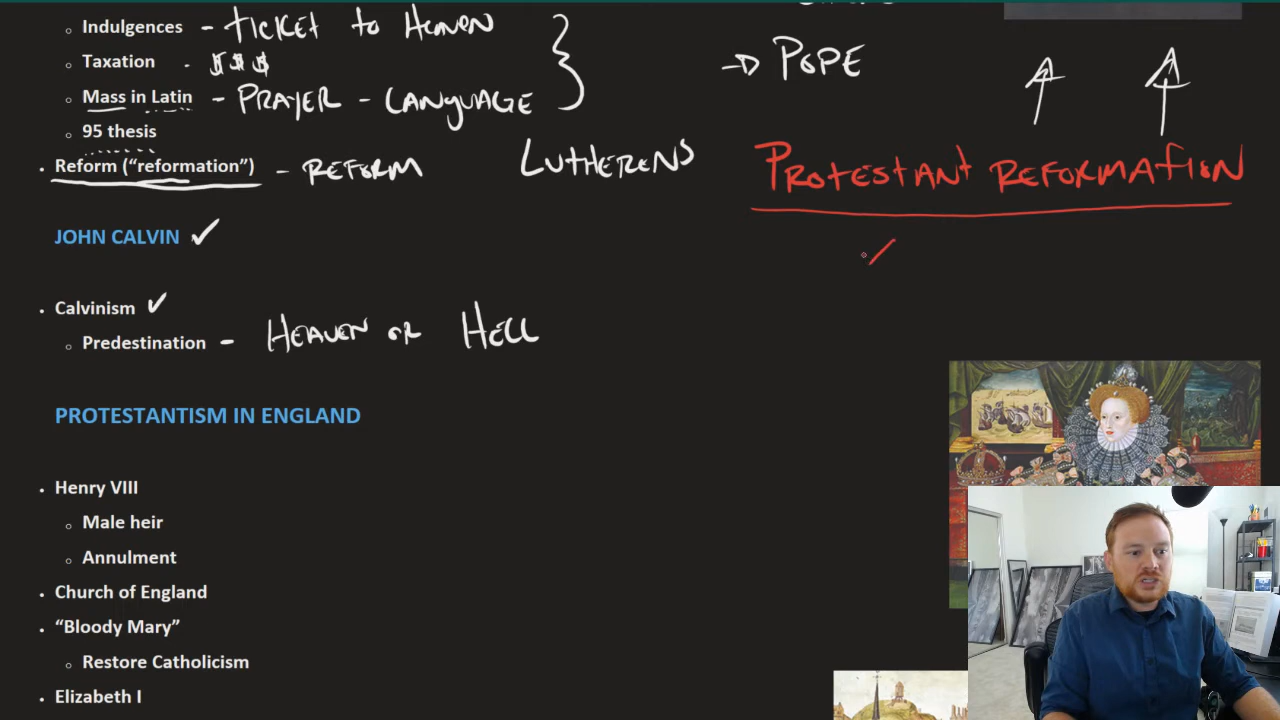 Indulgences - TICKET to HEAVEN
Taxation - $$$
Mass in Latin - PRAYER - LANGUAGE
95 thesis
Reform (“reformation”) - REFORM
LUTHERENS
→ POPE
PROTESTANT REFORMATION
JOHN CALVIN ✓
Calvinism ✓
Predestination - HEAVEN OR HELL
PROTESTANTISM IN ENGLAND
Henry VIII
Male heir
Annulment
Church of England
“Bloody Mary”
Restore Catholicism
Elizabeth I